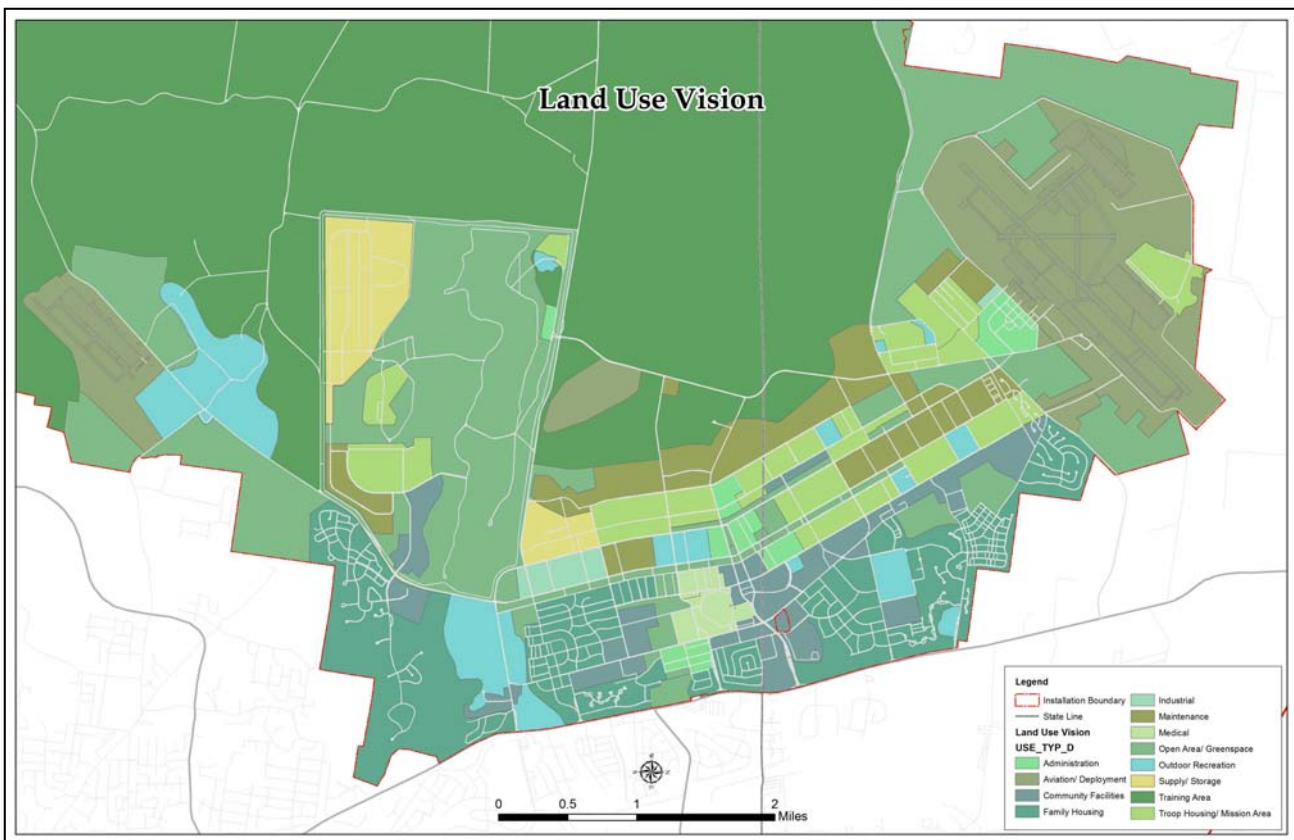 Land Use Vision
Legend
Installation Boundary
State Line
Land Use Vision
USE_TYP_D
Administration
Aviation/ Deployment
Community Facilities
Family Housing
Industrial
Maintenance
Medical
Open Area/ Greenspace
Outdoor Recreation
Supply/ Storage
Training Area
Troop Housing/ Mission Area
0 0.5 1 2
Miles